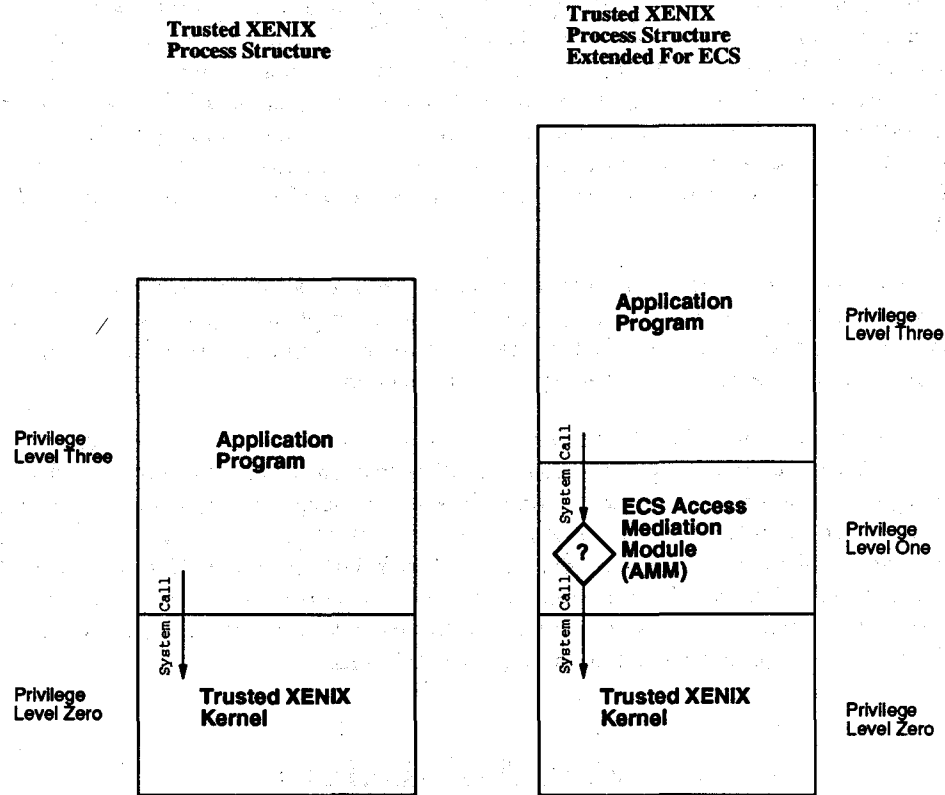 Trusted XENIX
Process Structure
Trusted XENIX
Process Structure
Extended For ECS
Privilege
Level Three
Application
Program
System Call
Privilege
Level Zero
Trusted XENIX
Kernel
Application
Program
Privilege
Level Three
System Call
?
ECS Access
Mediation
Module
(AMM)
Privilege
Level One
System Call
Trusted XENIX
Kernel
Privilege
Level Zero